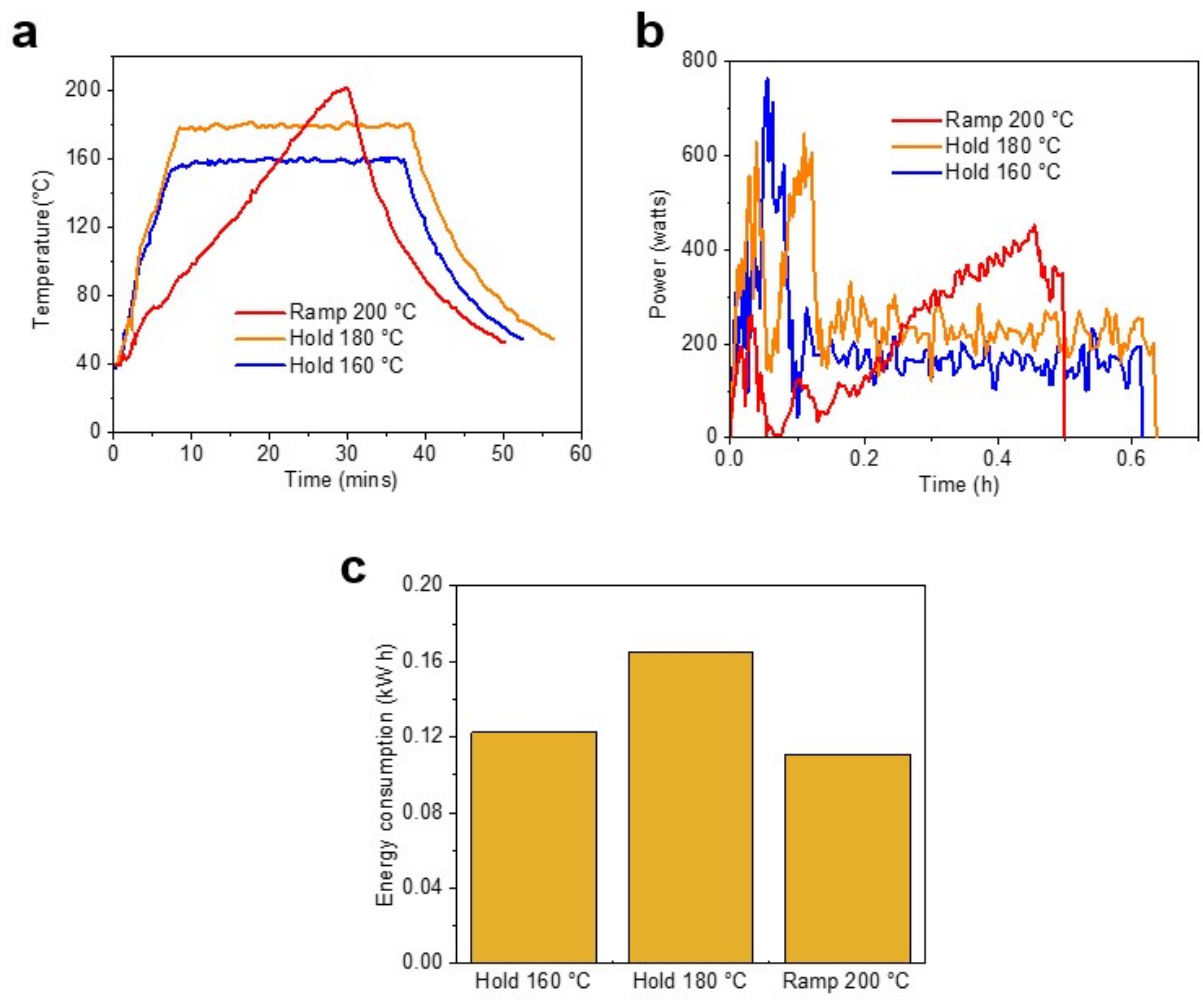 a
Temperature(°C)
200
160
120
80
40
0
0 10 20 30 40 50 60
Time (mins)
Ramp 200 °C
Hold 180 °C
Hold 160 °C
b
Power (watts)
800
600
400
200
0
0.0 0.2 0.4 0.6
Time (h)
Ramp 200 °C
Hold 180 °C
Hold 160 °C
c
Energy consumption (kW h)
0.20
0.16
0.12
0.08
0.04
0.00
Hold 160 °C Hold 180 °C Ramp 200 °C